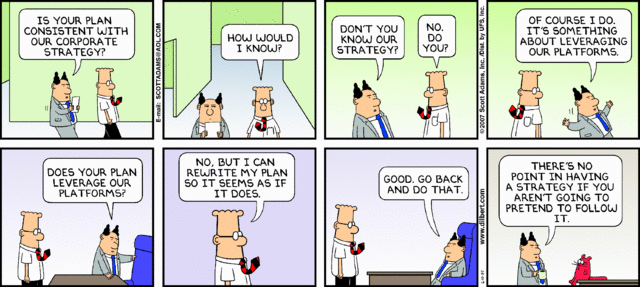 IS YOUR PLAN
CONSISTENT WITH
OUR CORPORATE
STRATEGY?
E-mail: SCOTTADAMS@AOL.COM
HOW WOULD
I KNOW?
DON'T YOU
KNOW OUR
STRATEGY?
NO.
DO
YOU?
©2007 Scott Adams, Inc./Dist. by UFS, Inc.
OF COURSE I DO.
IT'S SOMETHING
ABOUT LEVERAGING
OUR PLATFORMS.
DOES YOUR PLAN
LEVERAGE OUR
PLATFORMS?
NO, BUT I CAN
REWRITE MY PLAN
SO IT SEEMS AS IF
IT DOES.
GOOD. GO BACK
AND DO THAT.
www.dilbert.com
THERE'S NO
POINT IN HAVING
A STRATEGY IF YOU
AREN'T GOING TO
PRETEND TO FOLLOW
IT.